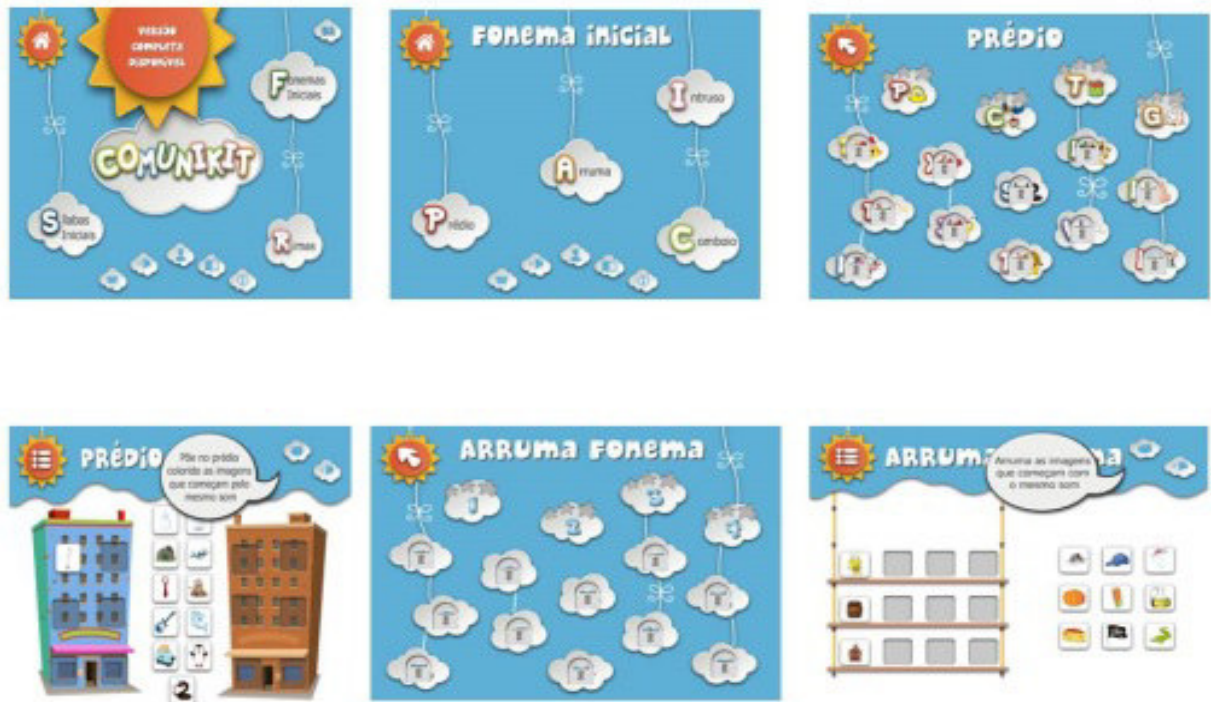 VERSÃO
COMPLETA
DISPONÍVEL
Fonemas
Iniciais
COMUNIKIT
Sílabas
Iniciais
Rimas
Fonema inicial
Intruso
Arruma
Prédio
Comboio
PRÉDIO
P
T
C
G
PRÉDIO
Põe no prédio
colorido as imagens
que começam pelo
mesmo som
2
ARRUMA FONEMA
1
2
3
4
Arruma as imagens
que começam com
o mesmo som